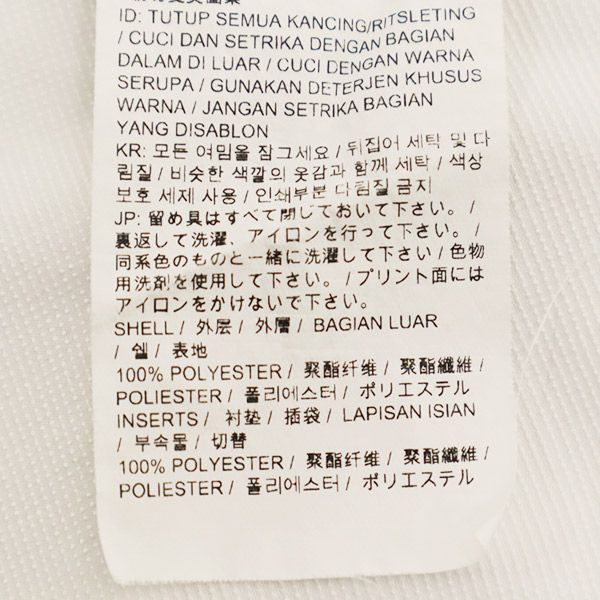 ID: TUTUP SEMUA KANCING/RITSLETING
/ CUCI DAN SETRIKA DENGAN BAGIAN
DALAM DI LUAR / CUCI DENGAN WARNA
SERUPA / GUNAKAN DETERJEN KHUSUS
WARNA / JANGAN SETRIKA BAGIAN
YANG DISABLON
KR: 모든 여밈을 잠그세요 / 뒤집어 세탁 및 다
림질 / 비슷한 색깔의 옷감과 함께 세탁 / 색상
보호 세제 사용 / 인쇄부분 다림질 금지
JP: 留め具はすべて閉じておいて下さい。 /
裏返して洗濯、アイロンを行って下さい。 /
同系色のものと一緒に洗濯して下さい / 色物
用洗剤を使用して下さい。 / プリント面には
アイロンをかけないで下さい。
SHELL / 外层 / 外層 / BAGIAN LUAR
/ 쉘 / 表地
100% POLYESTER / 聚酯纤维 / 聚酯纖維 /
POLIESTER / 폴리에스터 / ポリエステル
INSERTS / 衬垫 / 插袋 / LAPISAN ISIAN
/ 부속물 / 切替
100% POLYESTER / 聚酯纤维 / 聚酯纖維 /
POLIESTER / 폴리에스터 / ポリエステル